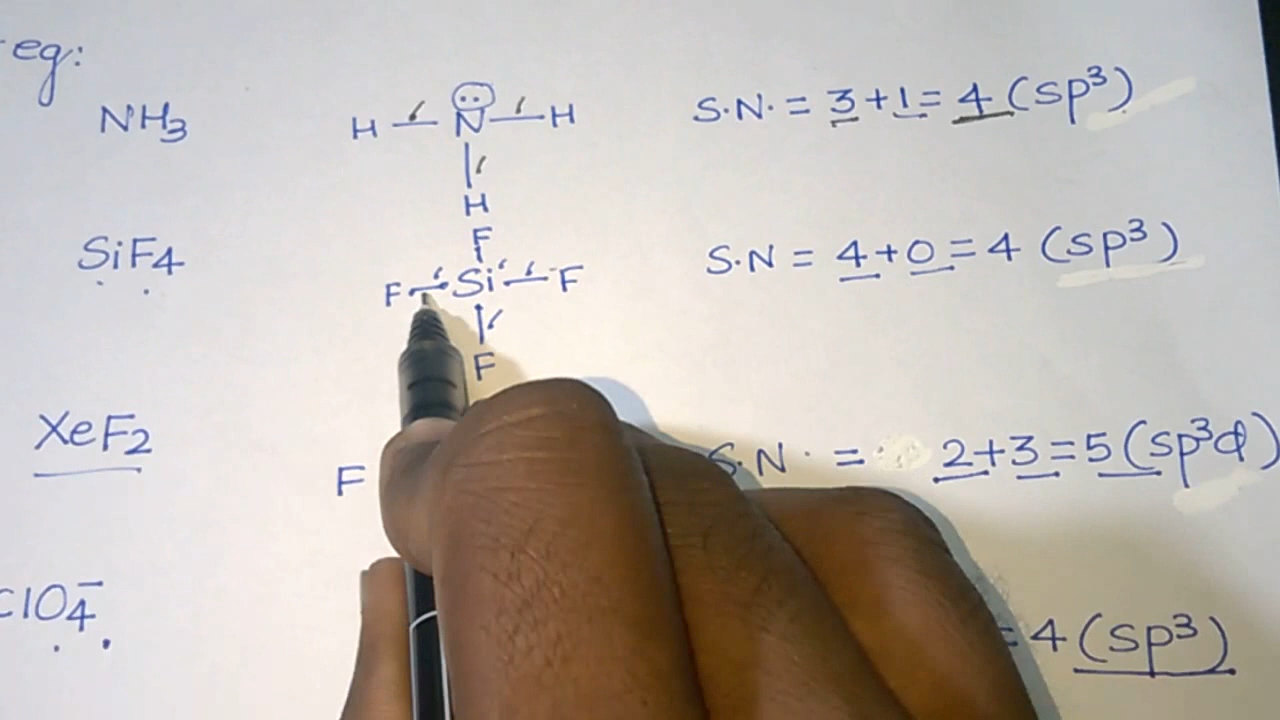 eg:
NH3 H — N — H S.N. = 3+1 = 4 (sp³)
H
F
SiF4 F — Si — F S.N = 4+0 = 4 (sp³)
F
XeF2 F S.N. = 2+3 = 5 (sp³d)
ClO4⁻ = 4 (sp³)